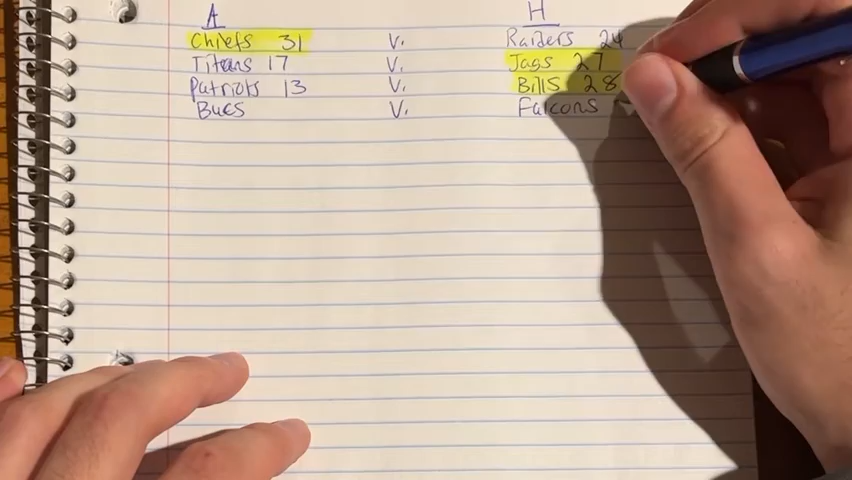 A H
Chiefs 31 V. Raiders 24
Titans 17 V. Jags 27
Patriots 13 V. Bills 28
Bucs V. Falcons